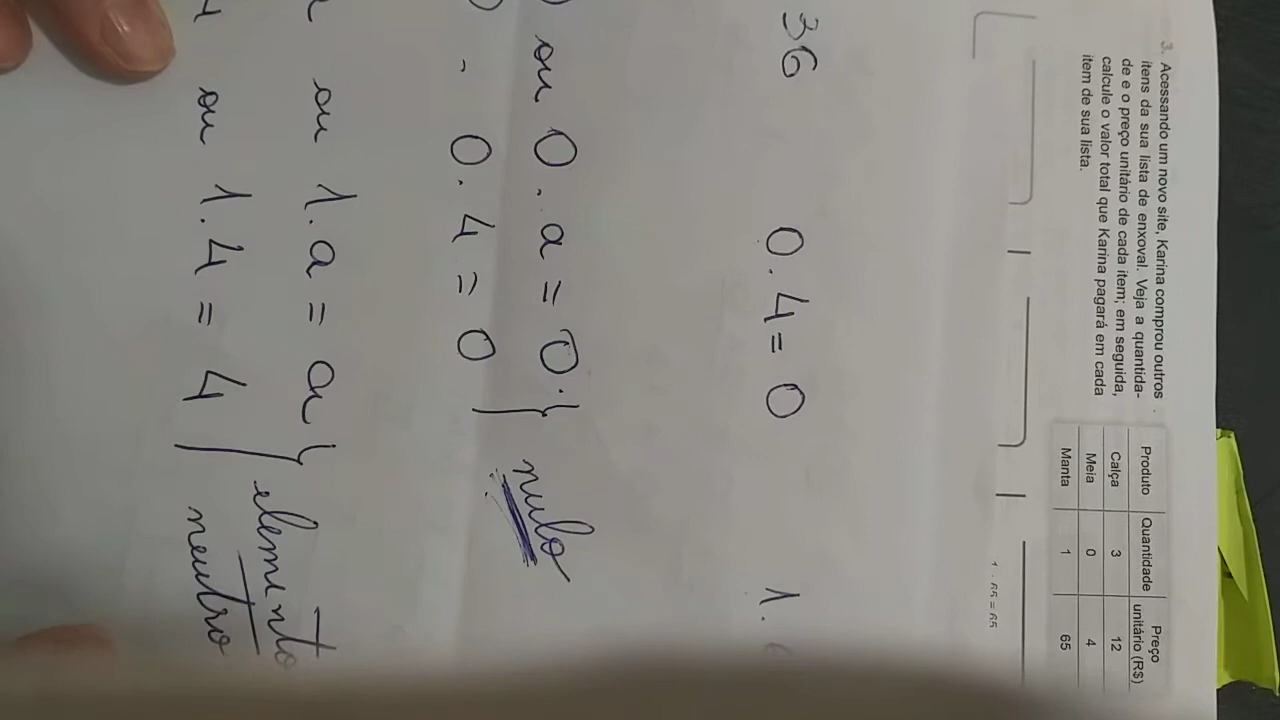 3. Acessando um novo site, Karina comprou outros
itens da sua lista de enxoval. Veja a quantida-
de e o preço unitário de cada item; em seguida,
calcule o valor total que Karina pagará em cada
item de sua lista.
Produto Quantidade Preço unitário (R$)
Calça 3 12
Meia 0 4
Manta 1 65
1 . 65 = 65
36 0.4=0 1.
ou 0.a = 0.}
0.4 = 0
nulo
ou 1.a = a}
ou 1.4 = 4
elemento
neutro